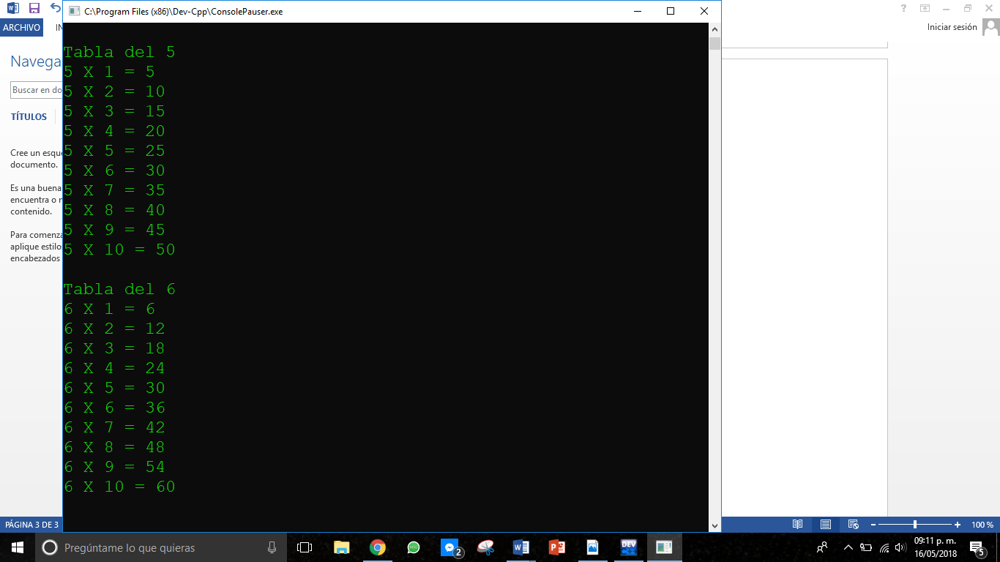 C:\Program Files (x86)\Dev-Cpp\ConsolePauser.exe
ARCHIVO
Iniciar sesión
Navega
Buscar en do
TÍTULOS
Cree un esqu
documento.
Es una buena
encuentra o
contenido.
Para comenza
aplique estilo
encabezados
Tabla del 5
5 X 1 = 5
5 X 2 = 10
5 X 3 = 15
5 X 4 = 20
5 X 5 = 25
5 X 6 = 30
5 X 7 = 35
5 X 8 = 40
5 X 9 = 45
5 X 10 = 50
Tabla del 6
6 X 1 = 6
6 X 2 = 12
6 X 3 = 18
6 X 4 = 24
6 X 5 = 30
6 X 6 = 36
6 X 7 = 42
6 X 8 = 48
6 X 9 = 54
6 X 10 = 60
PÁGINA 3 DE 3
100 %
Pregúntame lo que quieras
2
DEV
09:11 p. m.
16/05/2018
5